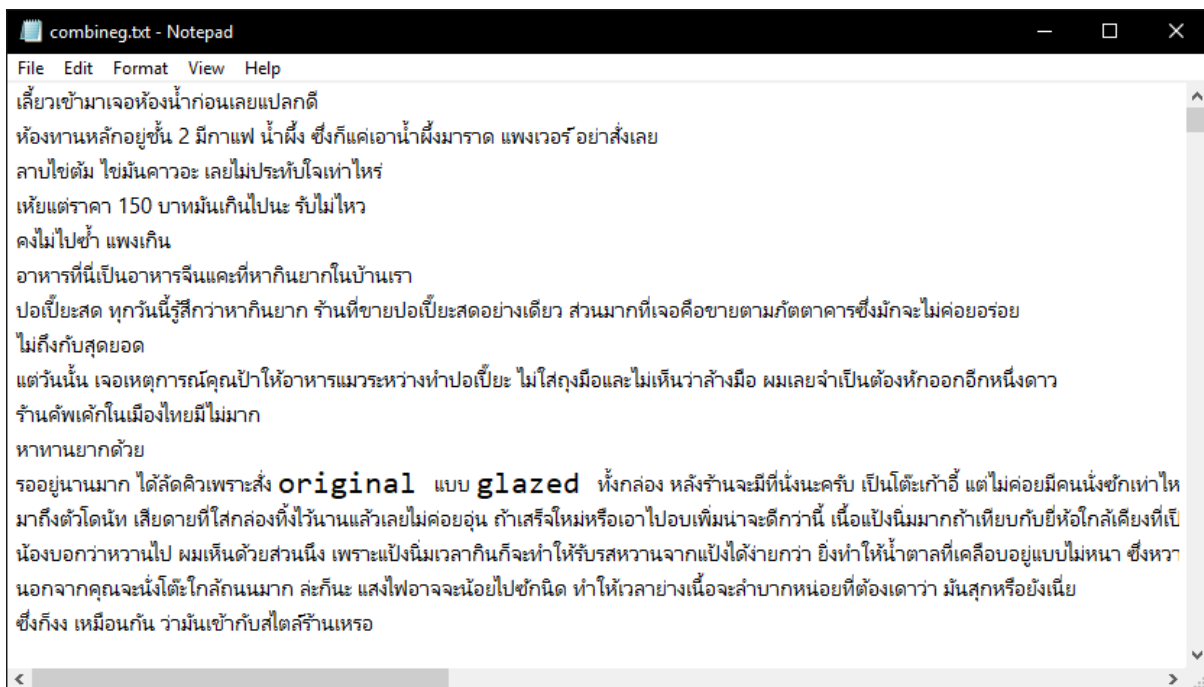 combineg.txt - Notepad
File Edit Format View Help
เลี้ยวเข้ามาเจอห้องน้ำก่อนเลยแปลกดี
ห้องทานหลักอยู่ชั้น 2 มีกาแฟ น้ำผึ้ง ซึ่งก็แค่เอาน้ำผึ้งมาราด แพงเวอร์ อย่าสั่งเลย
ลาบไข่ต้ม ไข่มันคาวอะ เลยไม่ประทับใจเท่าไหร่
เห้ยแต่ราคา 150 บาทมันเกินไปนะ รับไม่ไหว
คงไม่ไปซ้ำ แพงเกิน
อาหารที่นี่เป็นอาหารจีนแคะที่หากินยากในบ้านเรา
ปอเปี๊ยะสด ทุกวันนี้รู้สึกว่าหากินยาก ร้านที่ขายปอเปี๊ยะสดอย่างเดียว ส่วนมากที่เจอคือขายตามภัตตาคารซึ่งมักจะไม่ค่อยอร่อย
ไม่ถึงกับสุดยอด
แต่วันนั้น เจอเหตุการณ์คุณป้าให้อาหารแมวระหว่างทำปอเปี๊ยะ ไม่ใส่ถุงมือและไม่เห็นว่าล้างมือ ผมเลยจำเป็นต้องหักออกอีกหนึ่งดาว
ร้านคัพเค้กในเมืองไทยมีไม่มาก
หาทานยากด้วย
รออยู่นานมาก ได้ลัดคิวเพราะสั่ง original แบบ glazed ทั้งกล่อง หลังร้านจะมีที่นั่งนะครับ เป็นโต๊ะเก้าอี้ แต่ไม่ค่อยมีคนนั่งซักเท่าไห
มาถึงตัวโดนัท เสียดายที่ใส่กล่องทิ้งไว้นานแล้วเลยไม่ค่อยอุ่น ถ้าเสร็จใหม่หรือเอาไปอบเพิ่มน่าจะดีกว่านี้ เนื้อแป้งนิ่มมากถ้าเทียบกับยี่ห้อใกล้เคียงที่เป็
น้องบอกว่าหวานไป ผมเห็นด้วยส่วนนึง เพราะแป้งนิ่มเวลากินก็จะทำให้รับรสหวานจากแป้งได้ง่ายกว่า ยิ่งทำให้น้ำตาลที่เคลือบอยู่แบบไม่หนา ซึ่งหวา
นอกจากคุณจะนั่งโต๊ะใกล้ถนนมาก ล่ะก็นะ แสงไฟอาจจะน้อยไปซักนิด ทำให้เวลาย่างเนื้อจะลำบากหน่อยที่ต้องเดาว่า มันสุกหรือยังเนี่ย
ซึ่งก็งง เหมือนกัน ว่ามันเข้ากับสไตล์ร้านเหรอ